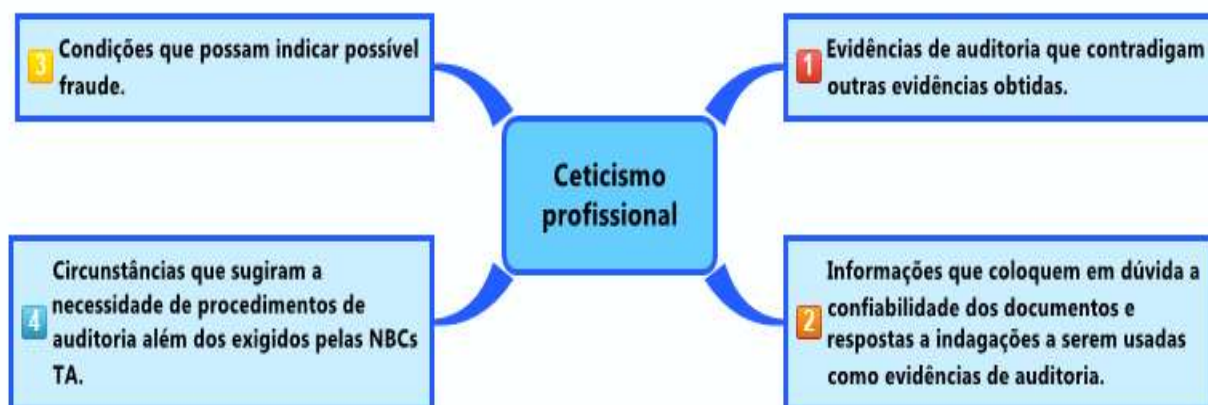 Ceticismo
profissional
1
Evidências de auditoria que contradigam
outras evidências obtidas.
2
Informações que coloquem em dúvida a
confiabilidade dos documentos e
respostas a indagações a serem usadas
como evidências de auditoria.
3
Condições que possam indicar possível
fraude.
4
Circunstâncias que sugiram a
necessidade de procedimentos de
auditoria além dos exigidos pelas NBCs
TA.